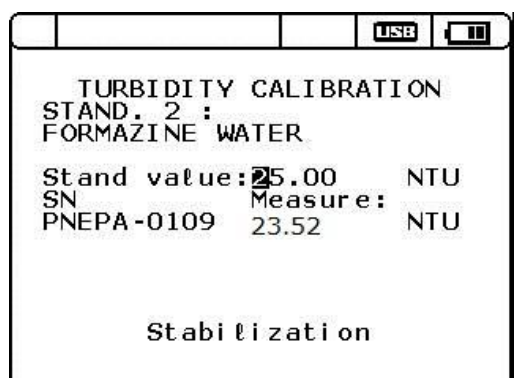 USB
TURBIDITY CALIBRATION
STAND. 2 :
FORMAZINE WATER
Stand value:25.00 NTU
SN Measure:
PNEPA-0109 23.52 NTU
Stabilization